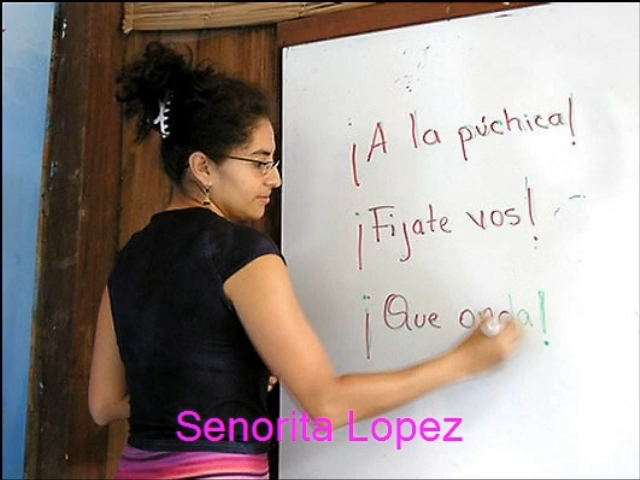 ¡A la púchica!
¡Fijate vos!
¡Que onda!
Senorita Lopez